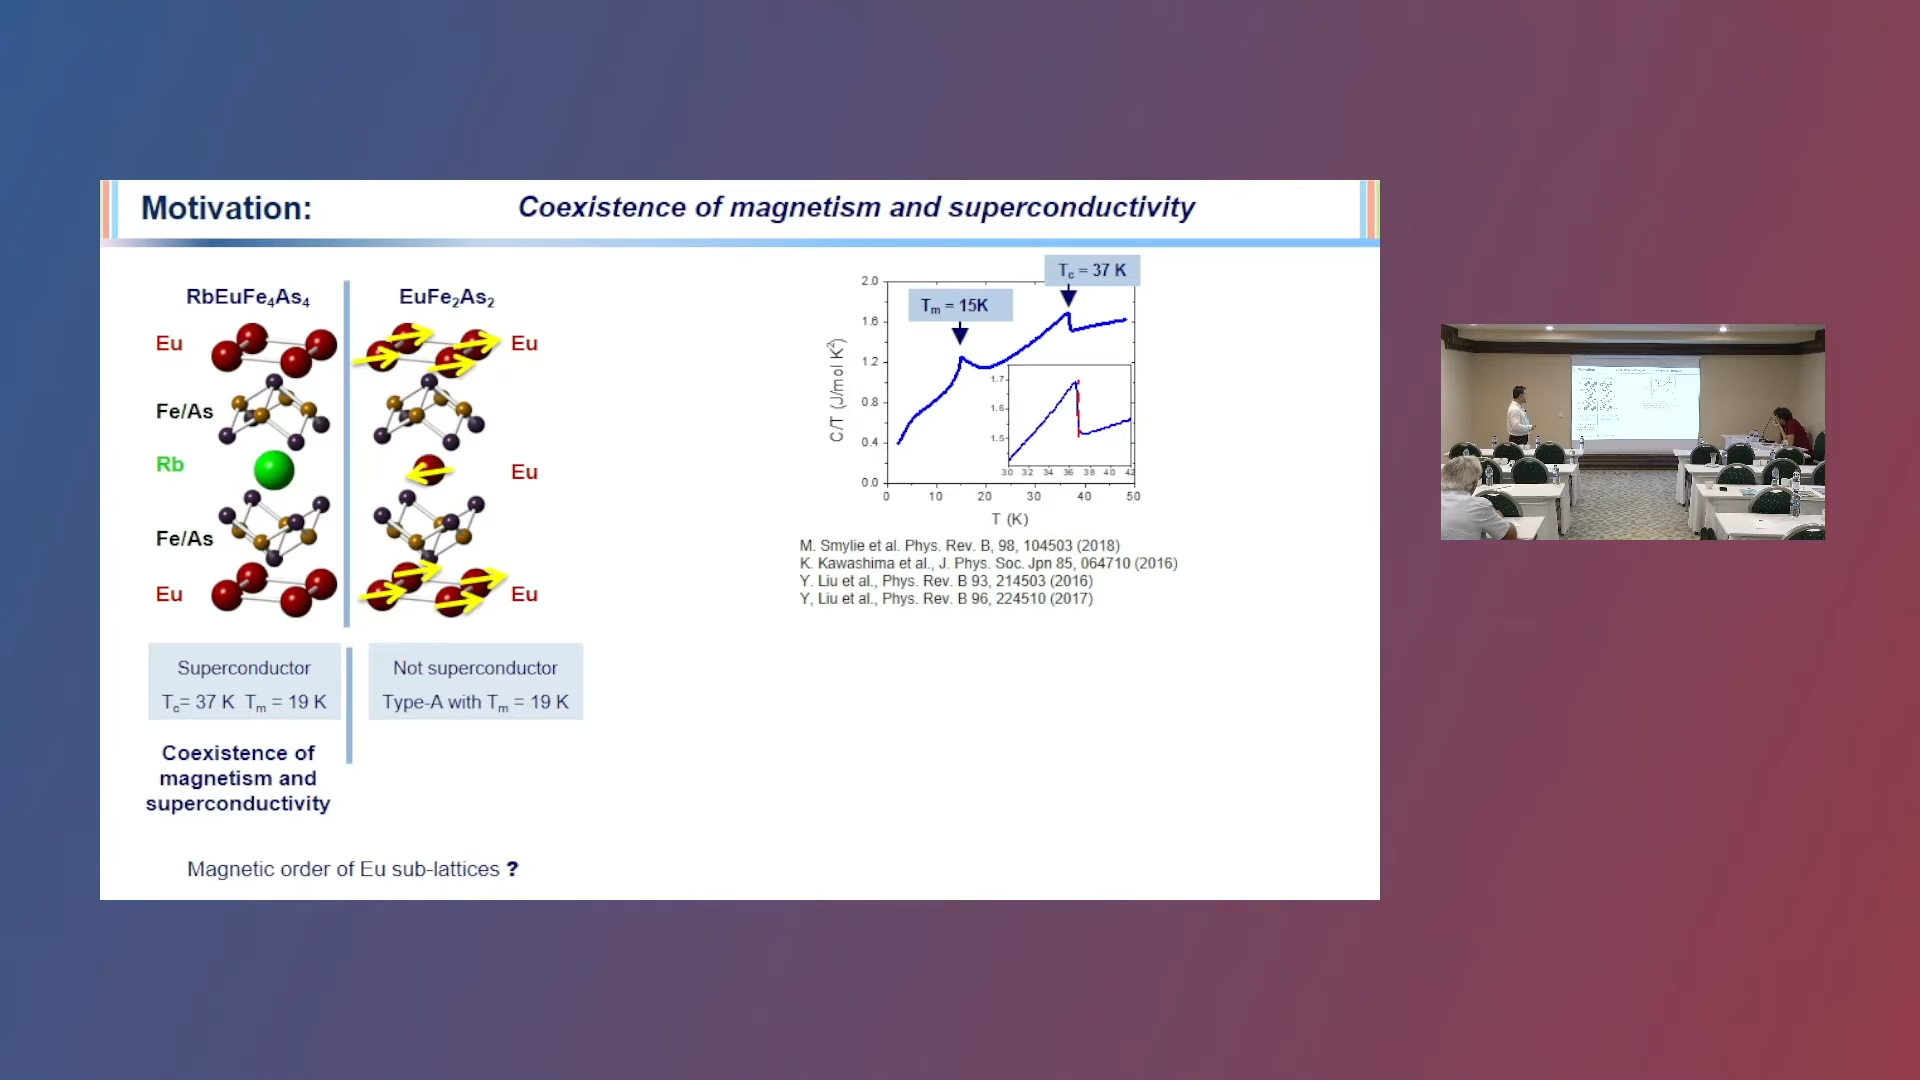 Motivation:
Coexistence of magnetism and superconductivity
RbEuFe₄As₄
EuFe₂As₂
Eu
Eu
Fe/As
Rb
Eu
Fe/As
Eu
Eu
Superconductor
T_c= 37 K T_m = 19 K
Not superconductor
Type-A with T_m = 19 K
Coexistence of
magnetism and
superconductivity
Magnetic order of Eu sub-lattices ?
T_c = 37 K
T_m = 15K
C/T (J/mol K²)
2.0
1.6
1.2
0.8
0.4
0.0
0 10 20 30 40 50
T (K)
1.7
1.6
1.5
30 32 34 36 38 40 42
M. Smylie et al. Phys. Rev. B, 98, 104503 (2018)
K. Kawashima et al., J. Phys. Soc. Jpn 85, 064710 (2016)
Y. Liu et al., Phys. Rev. B 93, 214503 (2016)
Y, Liu et al., Phys. Rev. B 96, 224510 (2017)